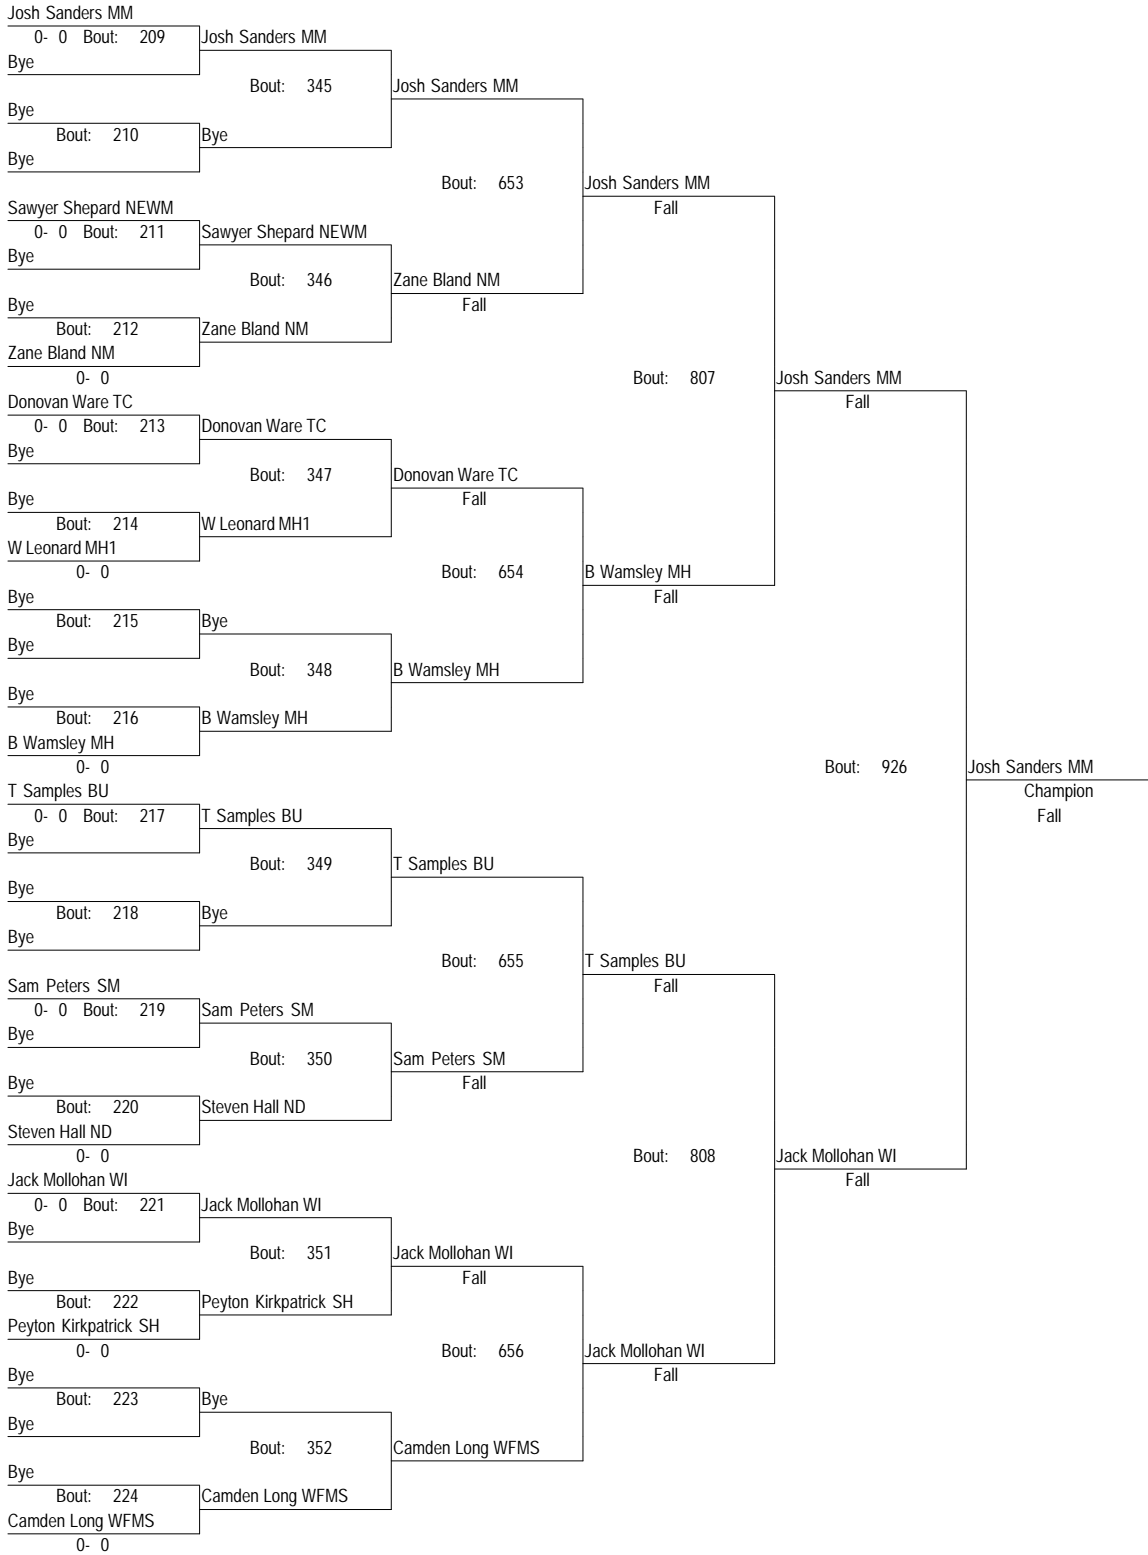 Josh Sanders MM
0- 0 Bout: 209 Josh Sanders MM
Bye
Bout: 345 Josh Sanders MM
Bye
Bout: 210 Bye
Bye
Bout: 653 Josh Sanders MM
Fall
Sawyer Shepard NEWM
0- 0 Bout: 211 Sawyer Shepard NEWM
Bye
Bout: 346 Zane Bland NM
Fall
Bye
Bout: 212 Zane Bland NM
Zane Bland NM
0- 0
Bout: 807 Josh Sanders MM
Fall
Donovan Ware TC
0- 0 Bout: 213 Donovan Ware TC
Bye
Bout: 347 Donovan Ware TC
Fall
Bye
Bout: 214 W Leonard MH1
W Leonard MH1
0- 0
Bout: 654 B Wamsley MH
Fall
Bye
Bout: 215 Bye
Bye
Bout: 348 B Wamsley MH
Bye
Bout: 216 B Wamsley MH
B Wamsley MH
0- 0
Bout: 926 Josh Sanders MM
Champion
Fall
T Samples BU
0- 0 Bout: 217 T Samples BU
Bye
Bout: 349 T Samples BU
Bye
Bout: 218 Bye
Bye
Bout: 655 T Samples BU
Fall
Sam Peters SM
0- 0 Bout: 219 Sam Peters SM
Bye
Bout: 350 Sam Peters SM
Fall
Bye
Bout: 220 Steven Hall ND
Steven Hall ND
0- 0
Bout: 808 Jack Mollohan WI
Fall
Jack Mollohan WI
0- 0 Bout: 221 Jack Mollohan WI
Bye
Bout: 351 Jack Mollohan WI
Fall
Bye
Bout: 222 Peyton Kirkpatrick SH
Peyton Kirkpatrick SH
0- 0
Bout: 656 Jack Mollohan WI
Fall
Bye
Bout: 223 Bye
Bye
Bout: 352 Camden Long WFMS
Bye
Bout: 224 Camden Long WFMS
Camden Long WFMS
0- 0